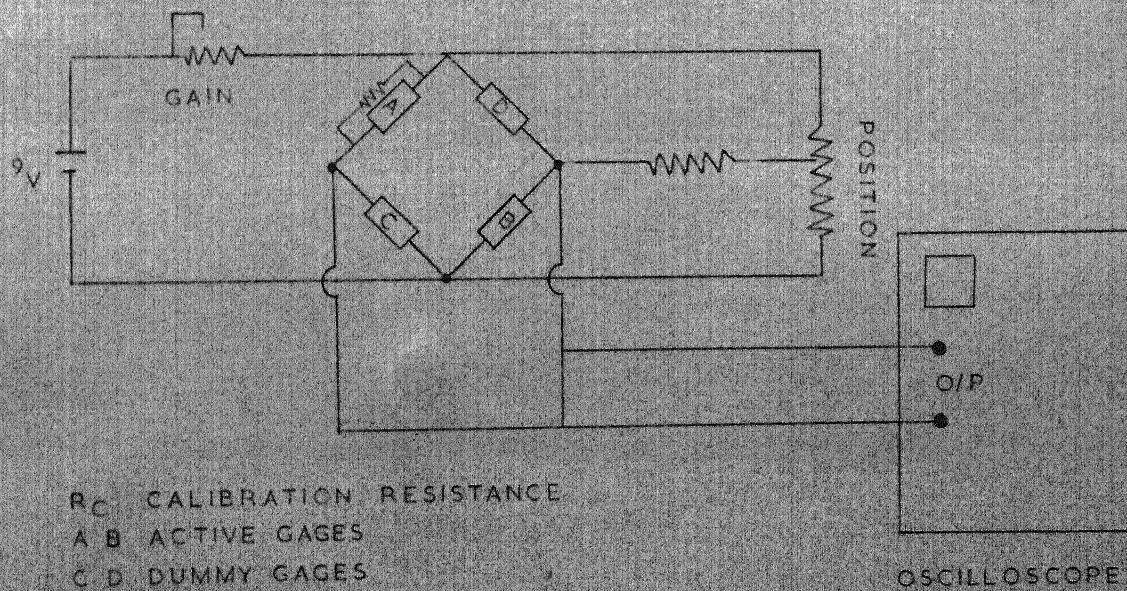 GAIN
9V
A
D
C
B
POSITION
O/P
RC CALIBRATION RESISTANCE
A B ACTIVE GAGES
C D DUMMY GAGES
OSCILLOSCOPE